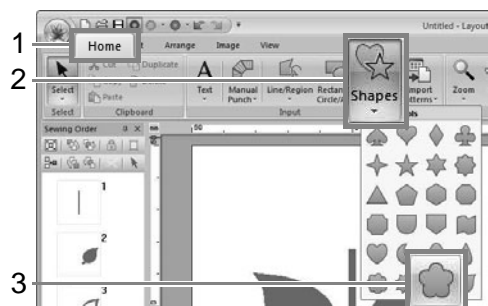 Untitled - Layout
1
Home Arrange Image View
2
Cut Duplicate
Select Paste Text Manual Punch Line/Region Shapes Import Patterns Zoom
Select Clipboard Input
Sewing Order
1
2
3
3